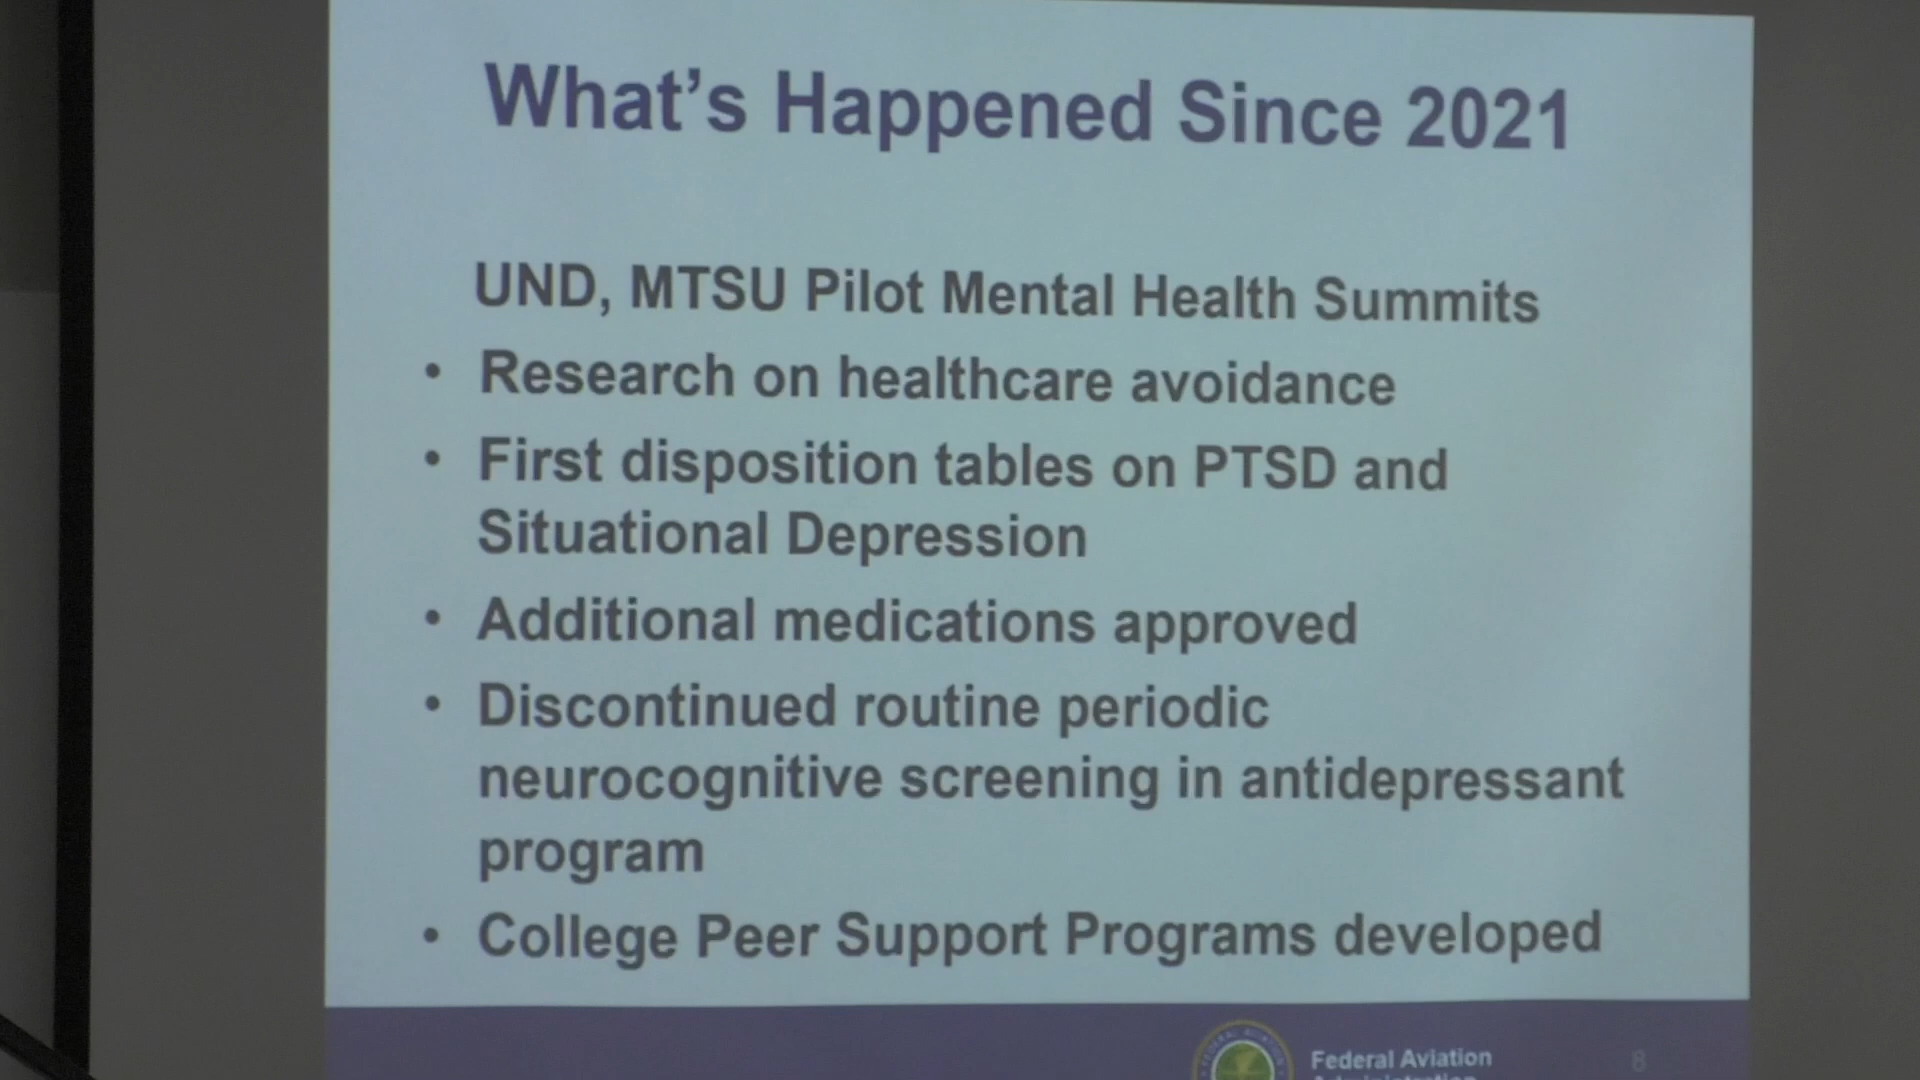 What's Happened Since 2021
UND, MTSU Pilot Mental Health Summits
• Research on healthcare avoidance
• First disposition tables on PTSD and
Situational Depression
• Additional medications approved
• Discontinued routine periodic
neurocognitive screening in antidepressant
program
• College Peer Support Programs developed
Federal Aviation
8